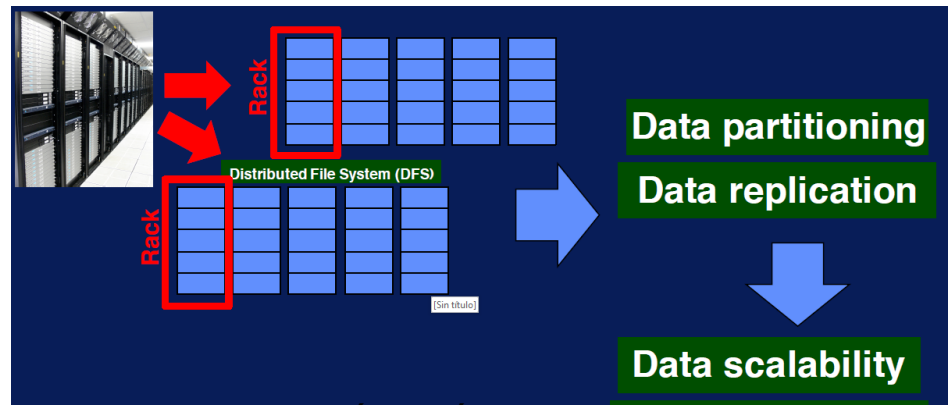 Rack
Distributed File System (DFS)
Rack
[Sin título]
Data partitioning
Data replication
Data scalability